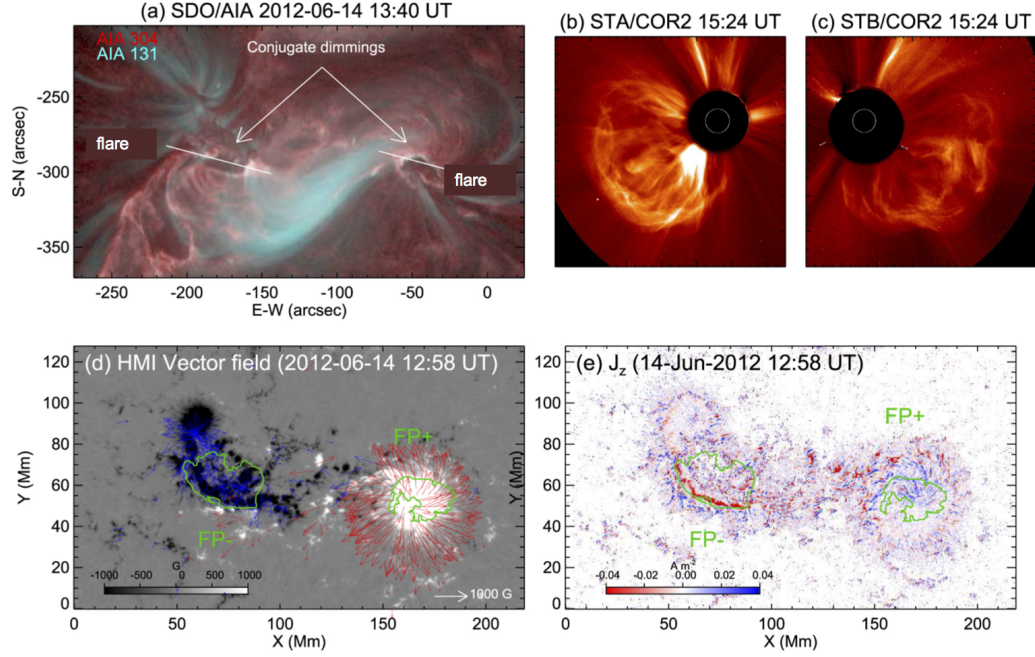 (a) SDO/AIA 2012-06-14 13:40 UT
AIA 304
AIA 131
Conjugate dimmings
flare
flare
S-N (arcsec)
-250
-300
-350
-250 -200 -150 -100 -50 0
E-W (arcsec)
(b) STA/COR2 15:24 UT
(c) STB/COR2 15:24 UT
(d) HMI Vector field (2012-06-14 12:58 UT)
FP+
FP-
G
-1000 0 1000
1000 G
Y (Mm)
120
100
80
60
40
20
0
0 50 100 150 200
X (Mm)
(e) Jz (14-Jun-2012 12:58 UT)
FP+
FP-
A m-2
-0.04 -0.02 0.00 0.02 0.04
Y (Mm)
120
100
80
60
40
20
0
0 50 100 150 200
X (Mm)